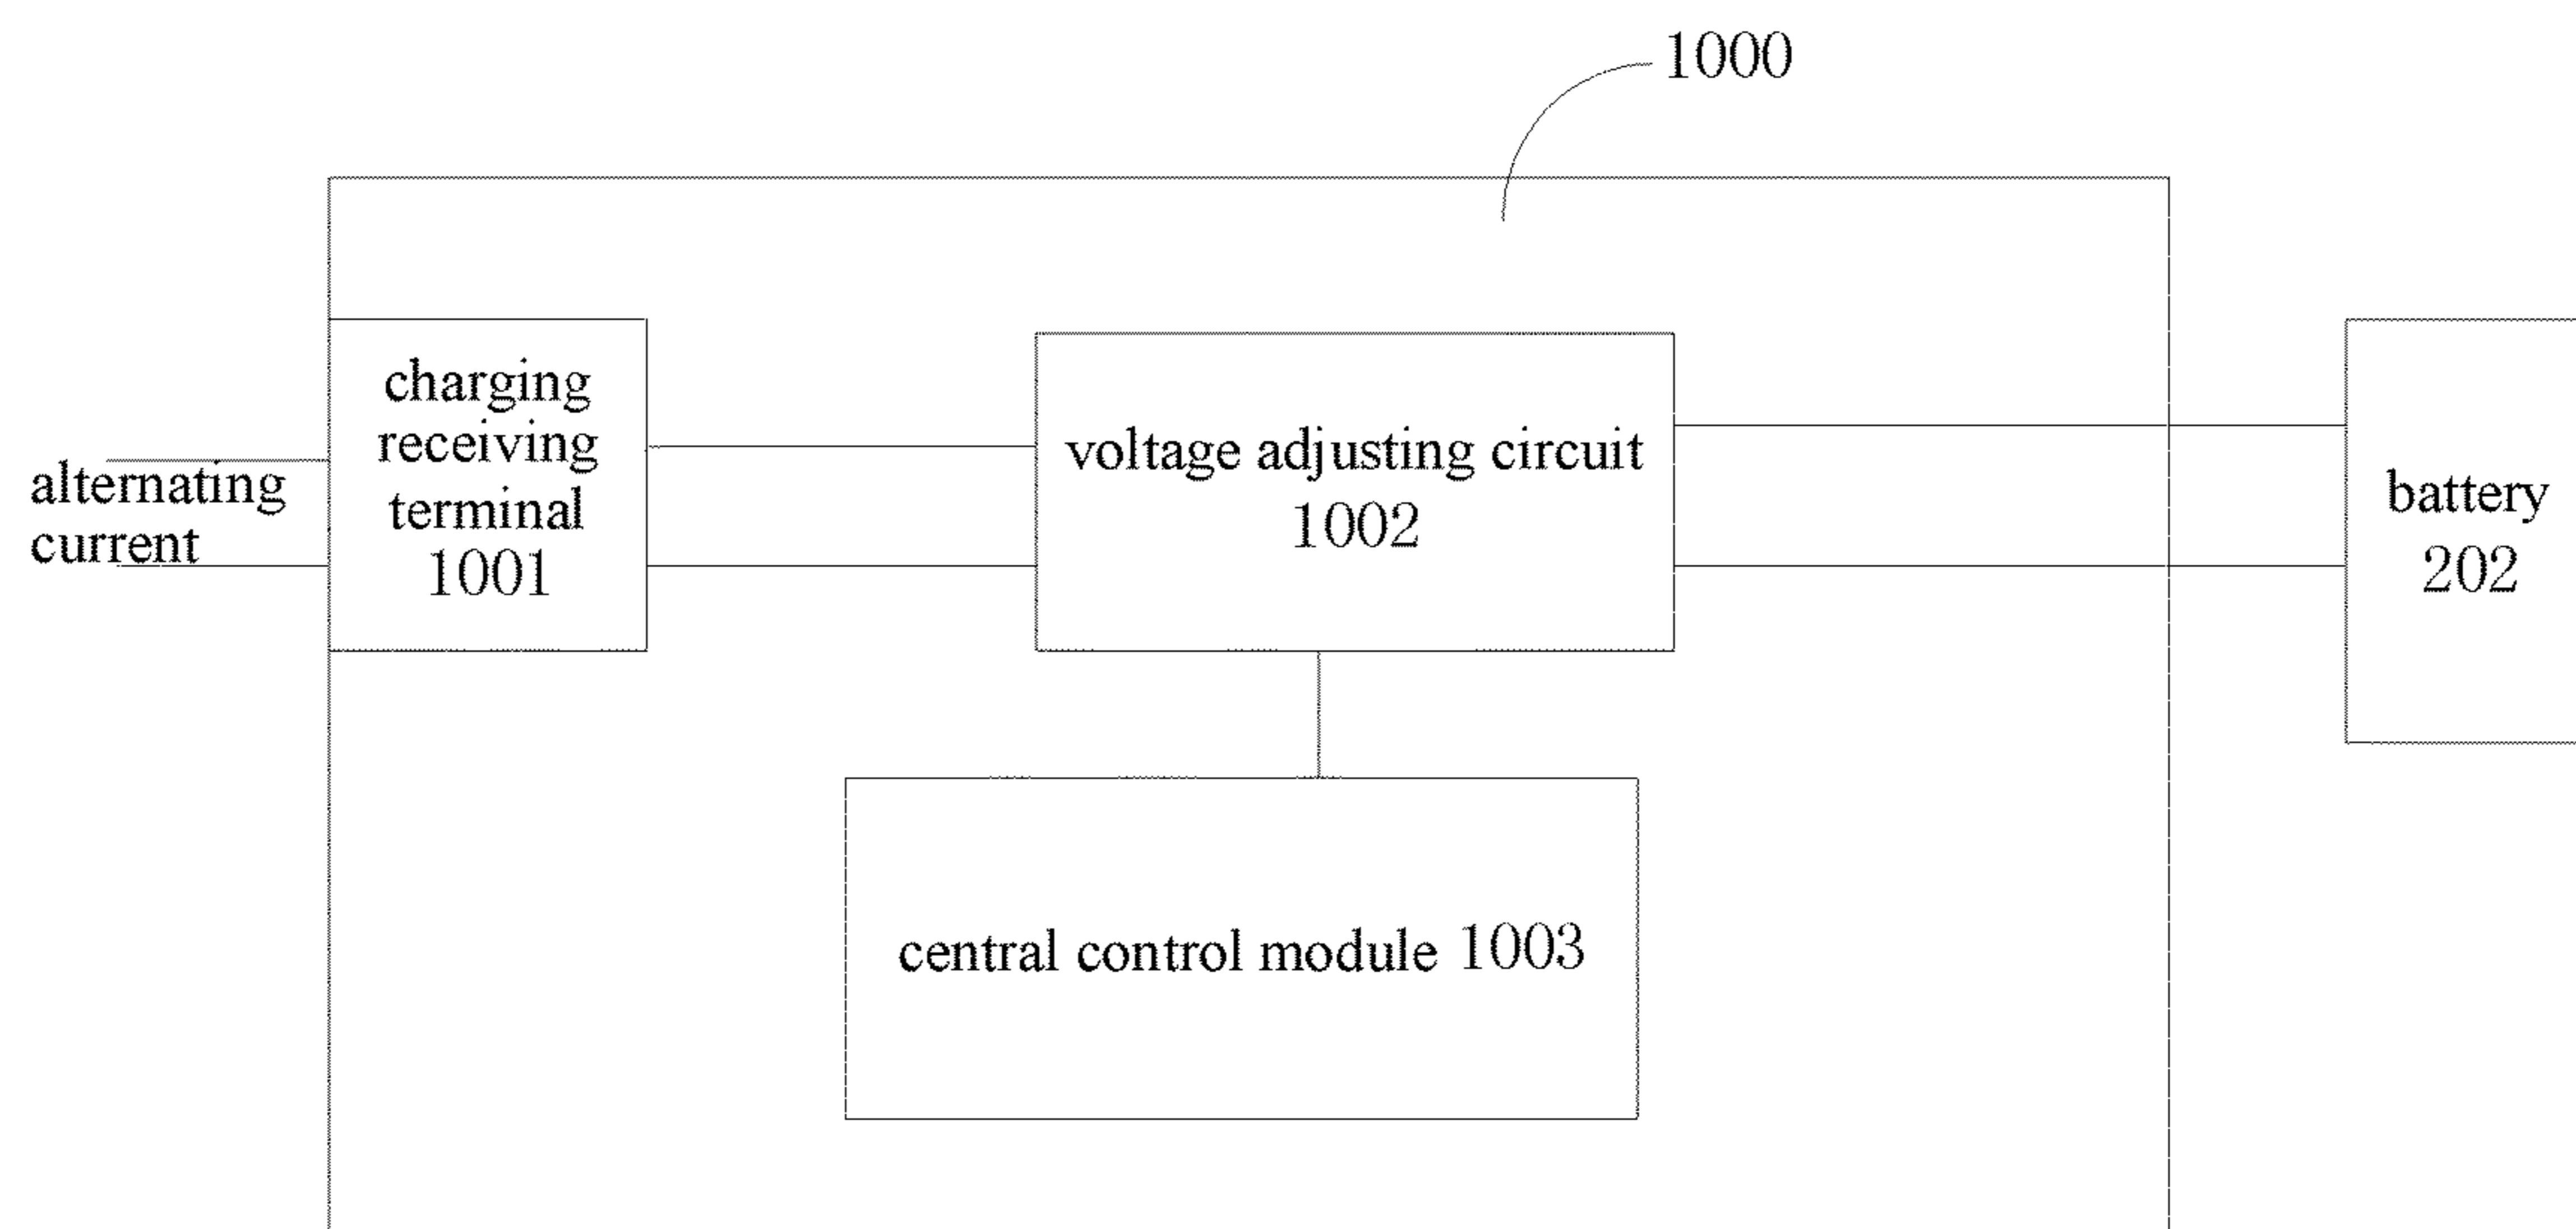 1000
charging
receiving
terminal
1001
alternating
current
voltage adjusting circuit
1002
battery
202
central control module 1003